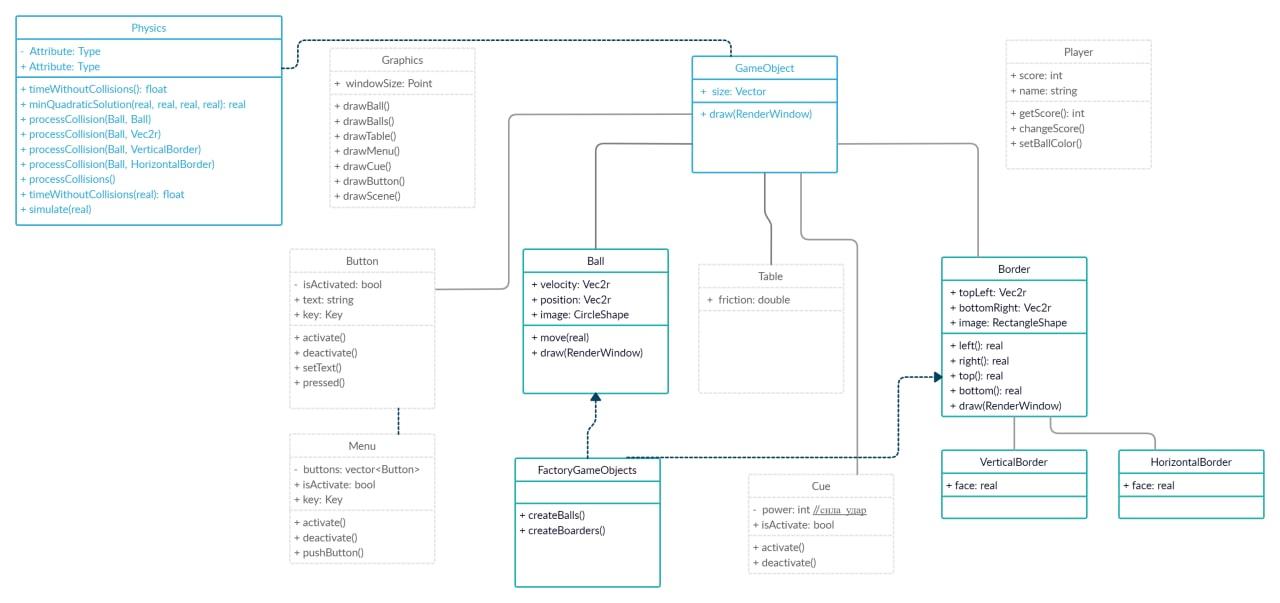 Physics
- Attribute: Type
+ Attribute: Type
+ timeWithoutCollisions(): float
+ minQuadraticSolution(real, real, real, real): real
+ processCollision(Ball, Ball)
+ processCollision(Ball, Vec2r)
+ processCollision(Ball, VerticalBorder)
+ processCollision(Ball, HorizontalBorder)
+ processCollisions()
+ timeWithoutCollisions(real): float
+ simulate(real)
Graphics
+ windowSize: Point
+ drawBall()
+ drawBalls()
+ drawTable()
+ drawMenu()
+ drawCue()
+ drawButton()
+ drawScene()
GameObject
+ size: Vector
+ draw(RenderWindow)
Player
+ score: int
+ name: string
+ getScore(): int
+ changeScore()
+ setBallColor()
Button
- isActivated: bool
+ text: string
+ key: Key
+ activate()
+ deactivate()
+ setText()
+ pressed()
Ball
+ velocity: Vec2r
+ position: Vec2r
+ image: CircleShape
+ move(real)
+ draw(RenderWindow)
Table
+ friction: double
Border
+ topLeft: Vec2r
+ bottomRight: Vec2r
+ image: RectangleShape
+ left(): real
+ right(): real
+ top(): real
+ bottom(): real
+ draw(RenderWindow)
Menu
- buttons: vector<Button>
+ isActivate: bool
+ key: Key
+ activate()
+ deactivate()
+ pushButton()
FactoryGameObjects
+ createBalls()
+ createBoarders()
Cue
- power: int //сила удар
+ isActivate: bool
+ activate()
+ deactivate()
VerticalBorder
+ face: real
HorizontalBorder
+ face: real